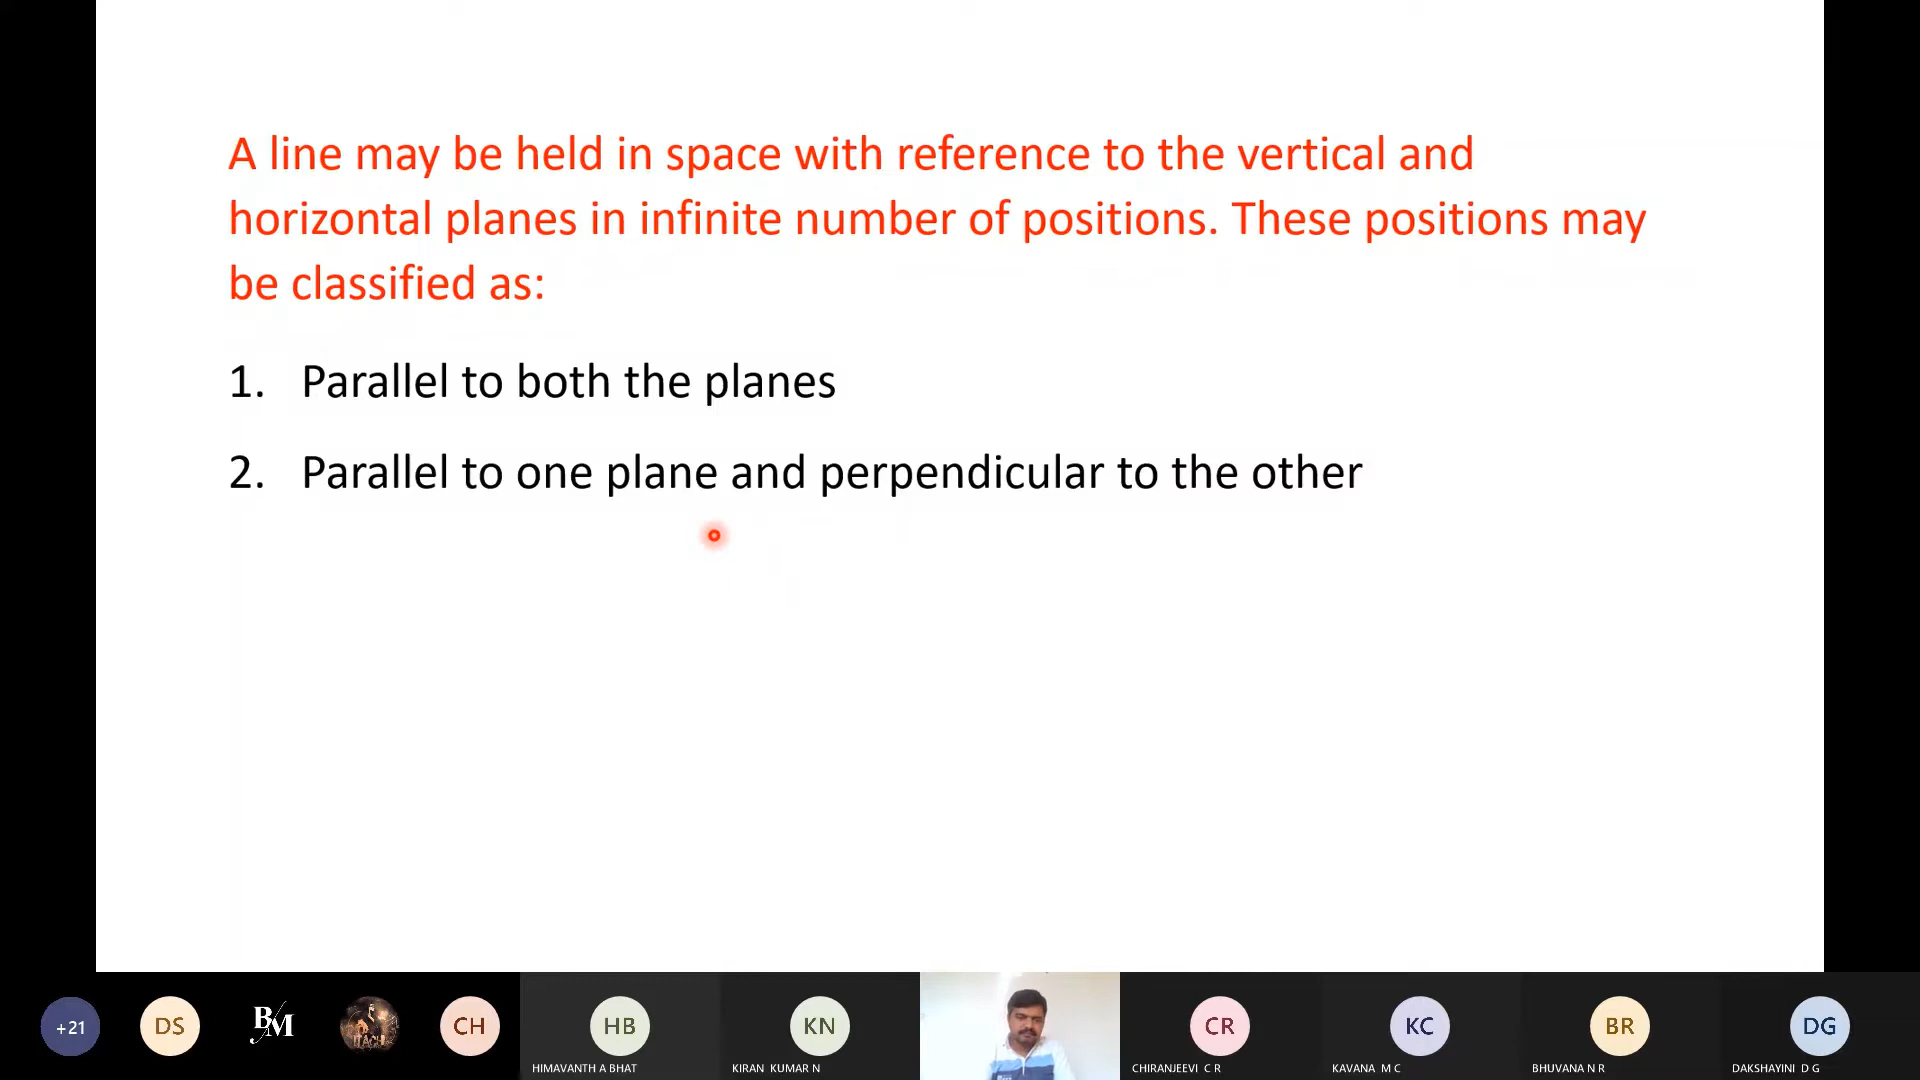 A line may be held in space with reference to the vertical and
horizontal planes in infinite number of positions. These positions may
be classified as:
1. Parallel to both the planes
2. Parallel to one plane and perpendicular to the other
+21
DS
BM
CH
HB
KN
CR
KC
BR
DG
HIMAVANTH A BHAT
KIRAN KUMAR N
CHIRANJEEVI C R
KAVANA M C
BHUVANA N R
DAKSHAYINI D G